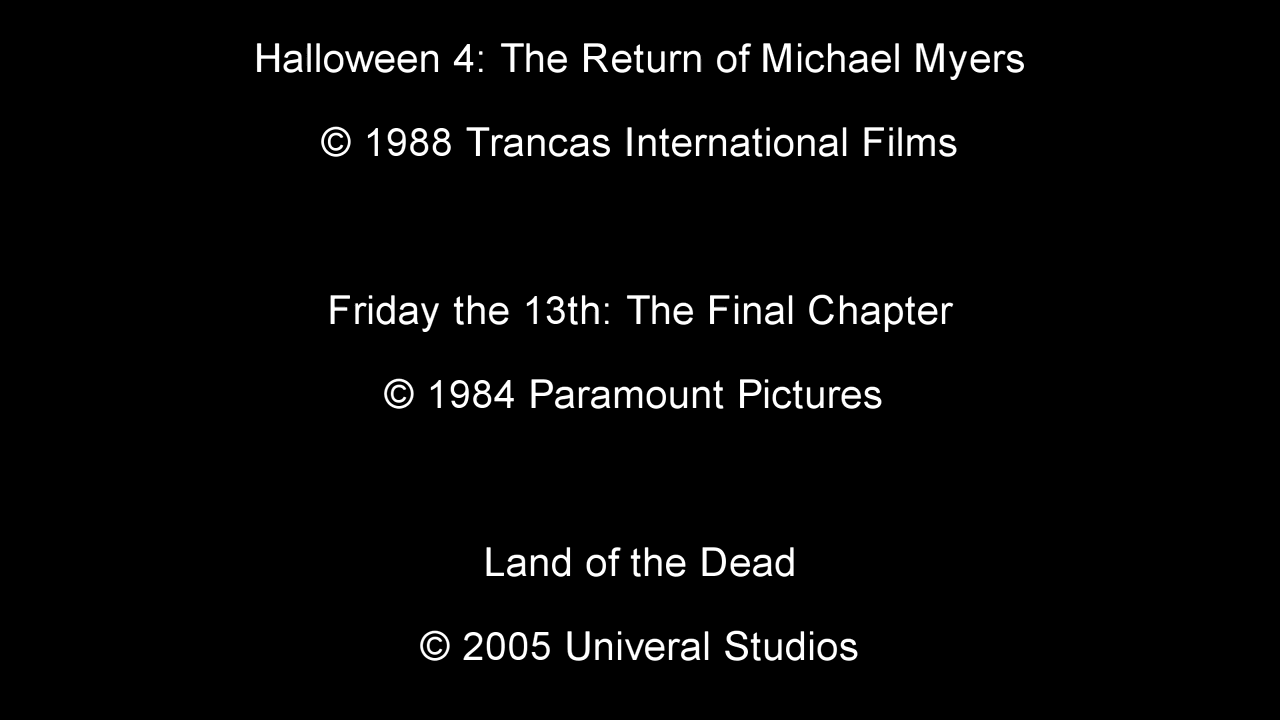 Halloween 4: The Return of Michael Myers
© 1988 Trancas International Films
Friday the 13th: The Final Chapter
© 1984 Paramount Pictures
Land of the Dead
© 2005 Univeral Studios